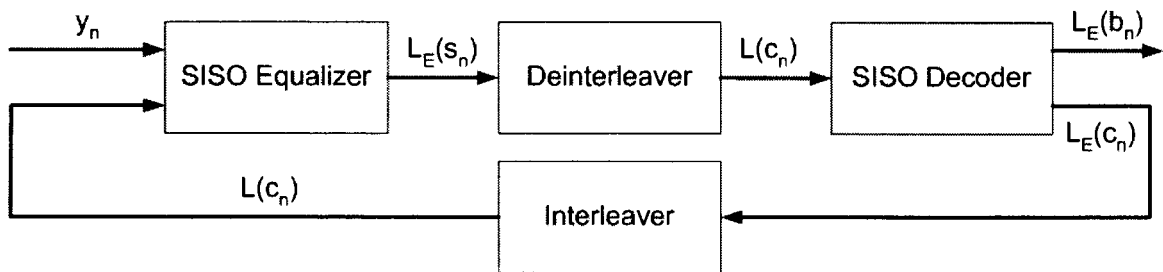 y_n
SISO Equalizer
L_E(s_n)
Deinterleaver
L(c_n)
SISO Decoder
L_E(b_n)
L_E(c_n)
L(c_n)
Interleaver